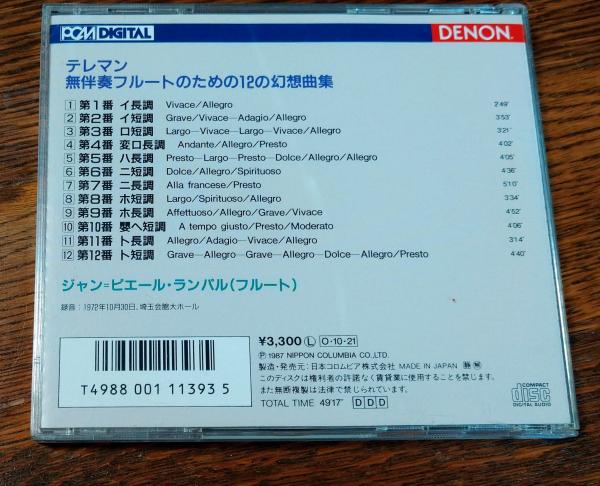 PCM DIGITAL
DENON
テレマン
無伴奏フルートのための12の幻想曲集
1 第1番 イ長調 Vivace/Allegro 2'49"
2 第2番 イ短調 Grave/Vivace—Adagio/Allegro 3'53"
3 第3番 ロ短調 Largo—Vivace—Largo—Vivace/Allegro 3'21"
4 第4番 変ロ長調 Andante/Allegro/Presto 4'02"
5 第5番 ハ長調 Presto—Largo—Presto—Dolce/Allegro/Allegro 4'05"
6 第6番 ニ短調 Dolce/Allegro/Spirituoso 4'36"
7 第7番 ニ長調 Alla francese/Presto 5'10"
8 第8番 ホ短調 Largo/Spirituoso/Allegro 3'34"
9 第9番 ホ長調 Affettuoso/Allegro/Grave/Vivace 4'52"
10 第10番 嬰ヘ短調 A tempo giusto/Presto/Moderato 4'06"
11 第11番 ト長調 Allegro/Adagio—Vivace/Allegro 3'14"
12 第12番 ト短調 Grave—Allegro—Grave—Allegro—Dolce—Allegro/Presto 4'40"
ジャン=ピエール・ランパル(フルート)
録音:1972年10月30日、埼玉会館大ホール
¥3,300 L O·10·21
Ⓟ 1987 NIPPON COLUMBIA CO.,LTD.
製造・発売元:日本コロムビア株式会社 MADE IN JAPAN
このディスクは権利者の許諾なく賃貸業に使用することを禁じます。
また無断複製は法律で禁じられています。
TOTAL TIME 49'17" D D D
T4988 001 11393 5
COMPACT
disc
DIGITAL AUDIO